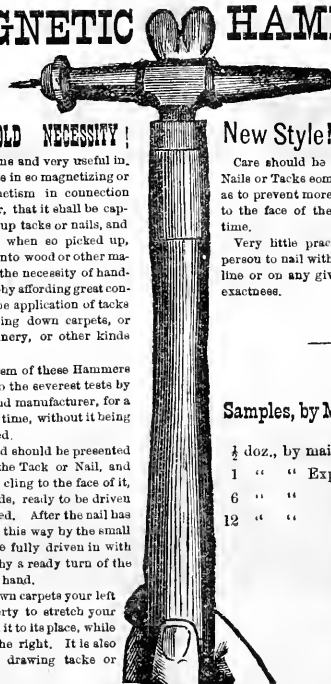 GNETIC HAM
OLD NECESSITY!
ne and very useful in.
s in so magnetizing or
netism in connection
r, that it shall be cap-
up tacks or nails, and
when so picked up,
nto wood or other ma-
the necessity of hand-
by affording great con-
he application of tacks
ing down carpets, or
nery, or other kinds
em of these Hammers
o the severest tests by
nd manufacturer, for a
time, without it being
ed.
d should be presented
the Tack or Nail, and
cling to the face of it,
ds, ready to be driven
ed. After the nail has
this way by the small
e fully driven in with
by a ready turn of the
hand.
wn carpets your left
erty to stretch your
it to its place, while
he right. It is also
drawing tacks or
New Style!
Care should be
Nails or Tacks som
as to prevent more
to the face of the
time.
Very little prac
person to nail with
line or on any giv
exactness.
Samples, by M
½ doz., by mai
1 “ “ Exp
6 “ “
12 “ “